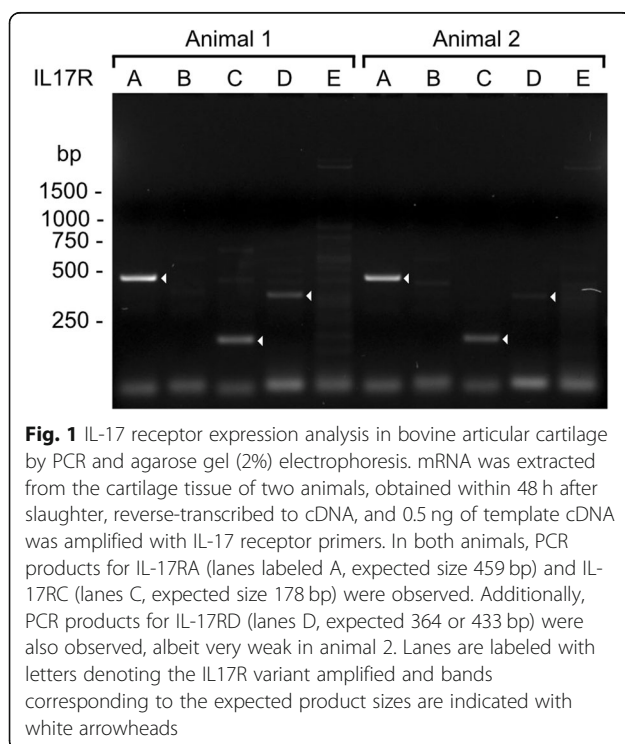 Animal 1 Animal 2
IL17R A B C D E A B C D E
bp
1500 -
1000 -
750 -
500 -
250 -
Fig. 1 IL-17 receptor expression analysis in bovine articular cartilage
by PCR and agarose gel (2%) electrophoresis. mRNA was extracted
from the cartilage tissue of two animals, obtained within 48 h after
slaughter, reverse-transcribed to cDNA, and 0.5 ng of template cDNA
was amplified with IL-17 receptor primers. In both animals, PCR
products for IL-17RA (lanes labeled A, expected size 459 bp) and IL-
17RC (lanes C, expected size 178 bp) were observed. Additionally,
PCR products for IL-17RD (lanes D, expected 364 or 433 bp) were
also observed, albeit very weak in animal 2. Lanes are labeled with
letters denoting the IL17R variant amplified and bands
corresponding to the expected product sizes are indicated with
white arrowheads